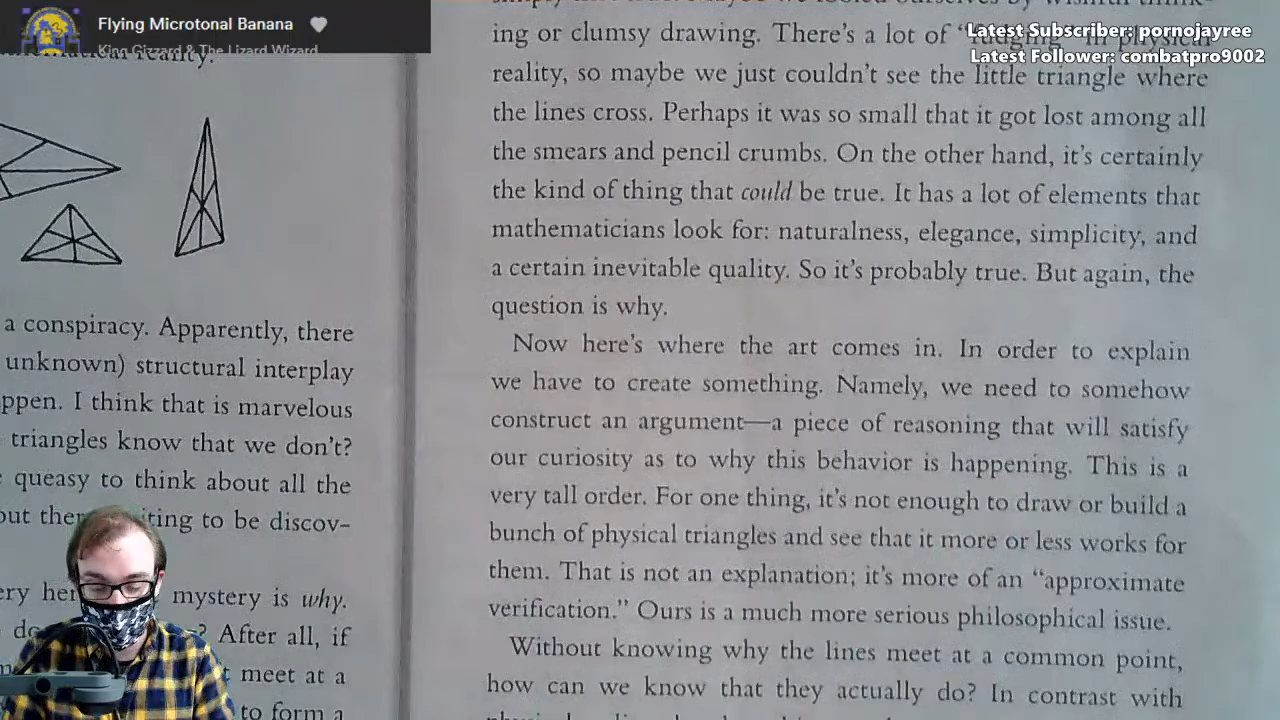 Flying Microtonal Banana
King Gizzard & The Lizard Wizard
Latest Subscriber: pornojayree
Latest Follower: combatpro9002
reality.
a conspiracy. Apparently, there
unknown) structural interplay
ppen. I think that is marvelous
triangles know that we don't?
queasy to think about all the
out ther iting to be discov-
ery her mystery is why.
do ? After all, if
meet at a
to form a
ing or clumsy drawing. There's a lot of
reality, so maybe we just couldn't see the little triangle where
the lines cross. Perhaps it was so small that it got lost among all
the smears and pencil crumbs. On the other hand, it's certainly
the kind of thing that could be true. It has a lot of elements that
mathematicians look for: naturalness, elegance, simplicity, and
a certain inevitable quality. So it's probably true. But again, the
question is why.
Now here's where the art comes in. In order to explain
we have to create something. Namely, we need to somehow
construct an argument—a piece of reasoning that will satisfy
our curiosity as to why this behavior is happening. This is a
very tall order. For one thing, it's not enough to draw or build a
bunch of physical triangles and see that it more or less works for
them. That is not an explanation; it's more of an “approximate
verification.” Ours is a much more serious philosophical issue.
Without knowing why the lines meet at a common point,
how can we know that they actually do? In contrast with